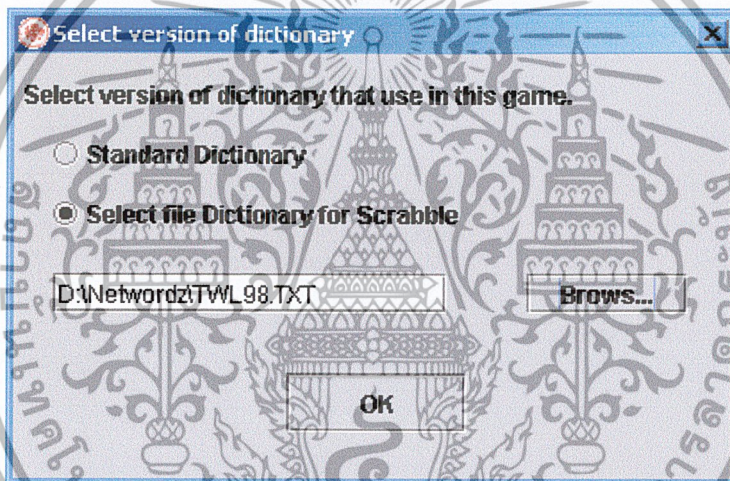 Select version of dictionary
Select version of dictionary that use in this game.
Standard Dictionary
Select file Dictionary for Scrabble
D:\Networdz\TWL98.TXT
Brows...
OK